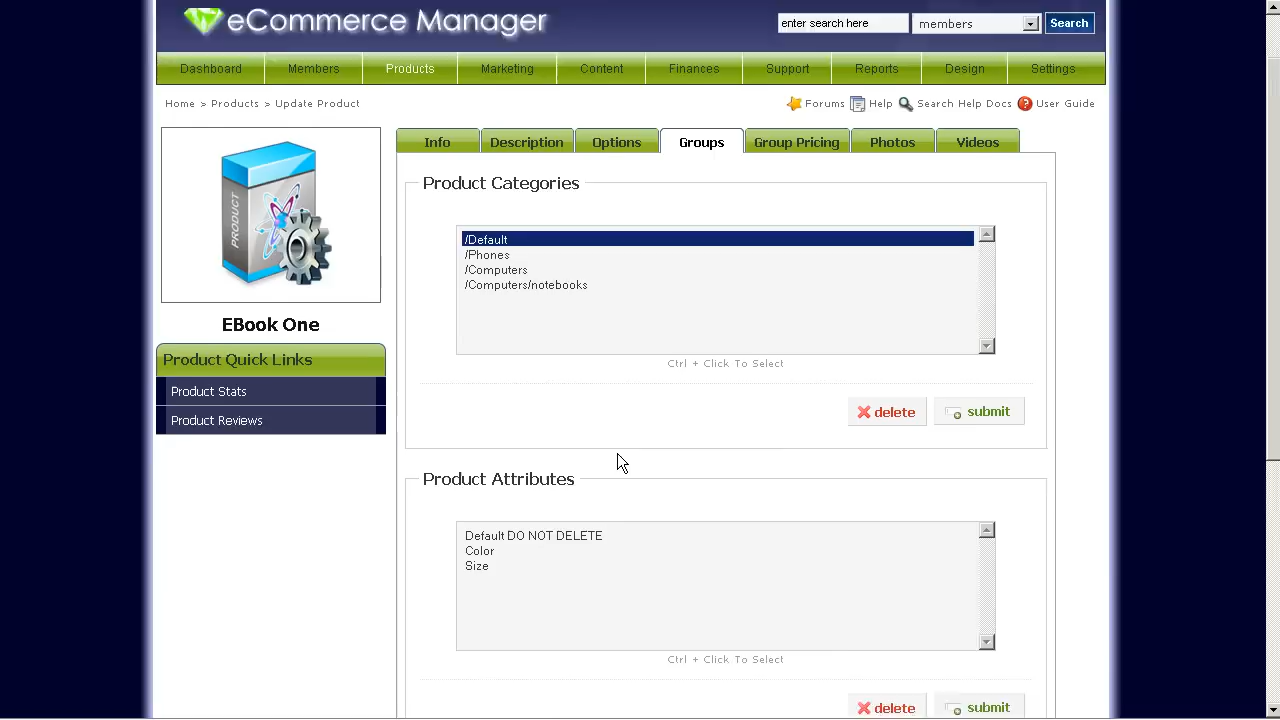 eCommerce Manager
enter search here members Search
Dashboard Members Products Marketing Content Finances Support Reports Design Settings
Home > Products > Update Product
Forums Help Search Help Docs User Guide
PRODUCT
EBook One
Product Quick Links
Product Stats
Product Reviews
Info Description Options Groups Group Pricing Photos Videos
Product Categories
/Default
/Phones
/Computers
/Computers/notebooks
Ctrl + Click To Select
delete submit
Product Attributes
Default DO NOT DELETE
Color
Size
Ctrl + Click To Select
delete submit